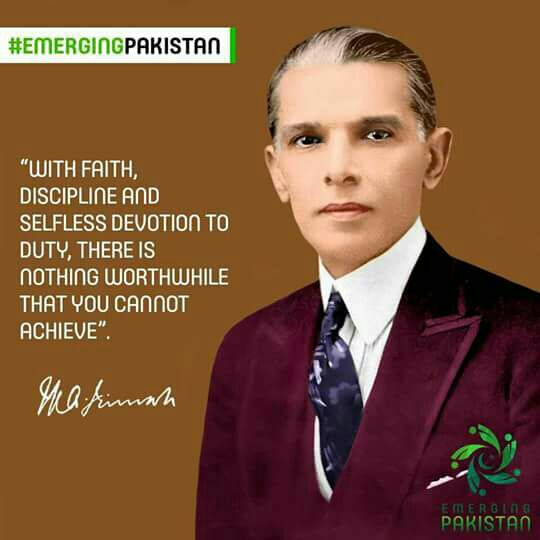 #EMERGINGPAKISTAN
“WITH FAITH,
DISCIPLINE AND
SELFLESS DEVOTION TO
DUTY, THERE IS
NOTHING WORTHWHILE
THAT YOU CANNOT
ACHIEVE”.
M.A. Jinnah
EMERGING
PAKISTAN